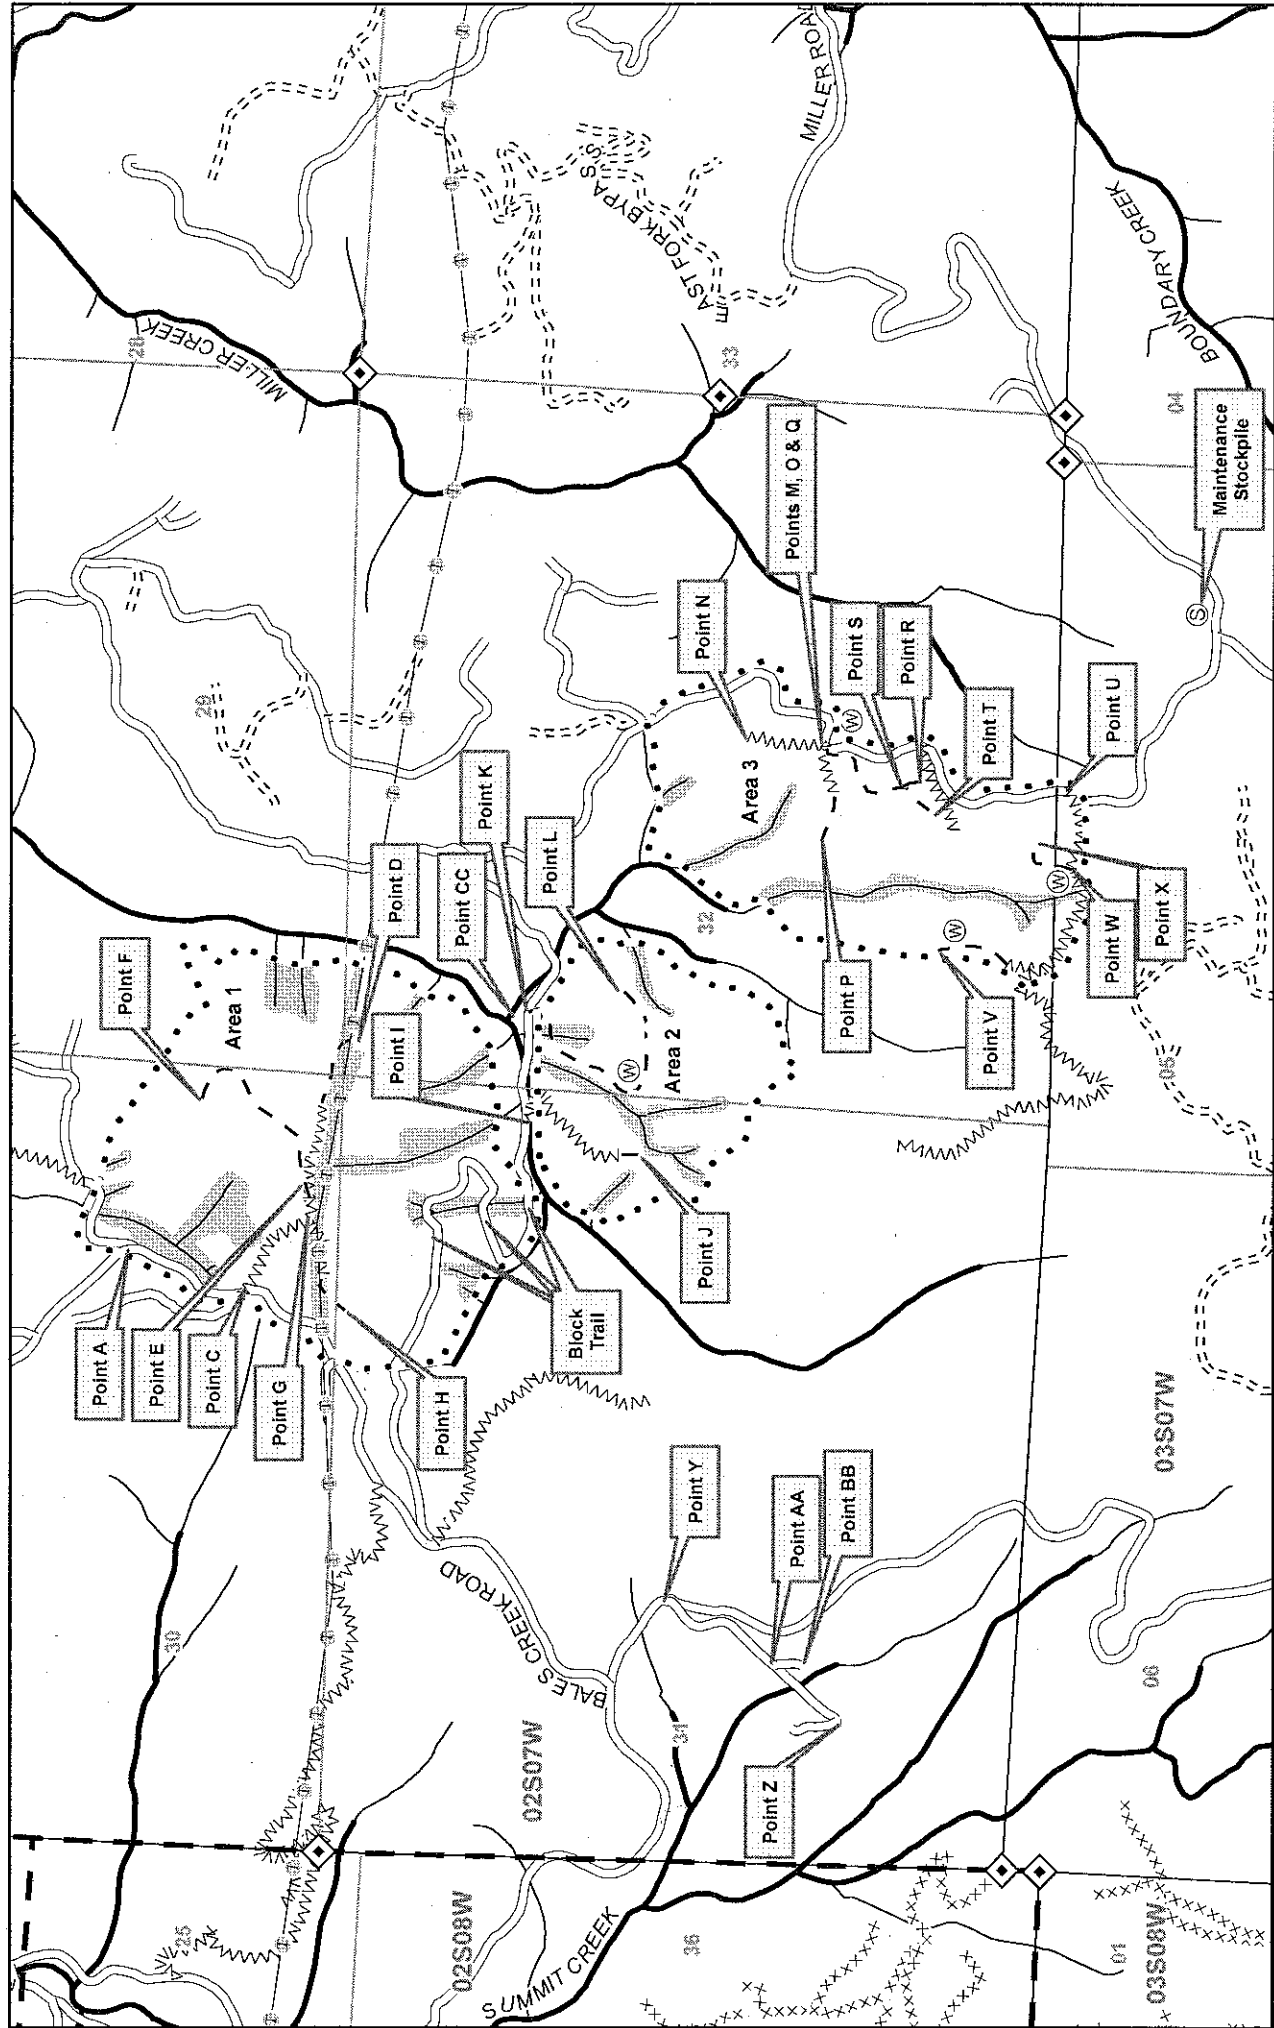 MILLER CREEK
MILLER ROAD
EAST FORK BYPASS
BOUNDARY CREEK
28
33
04
29
32
05
30
31
06
25
36
01
Point F
Area 1
Point D
Point CC
Point K
Point L
Point I
Area 2
Point J
Point A
Point E
Point C
Point G
Point H
Block
Trail
Point N
Points M, O & Q
Area 3
Point S
Point R
Point T
Point U
Point P
Point V
Point W
Point X
W
W
W
W
S
Maintenance
Stockpile
BALES CREEK ROAD
Point Y
Point AA
Point BB
Point Z
SUMMIT CREEK
02S07W
02S08W
03S07W
03S08W